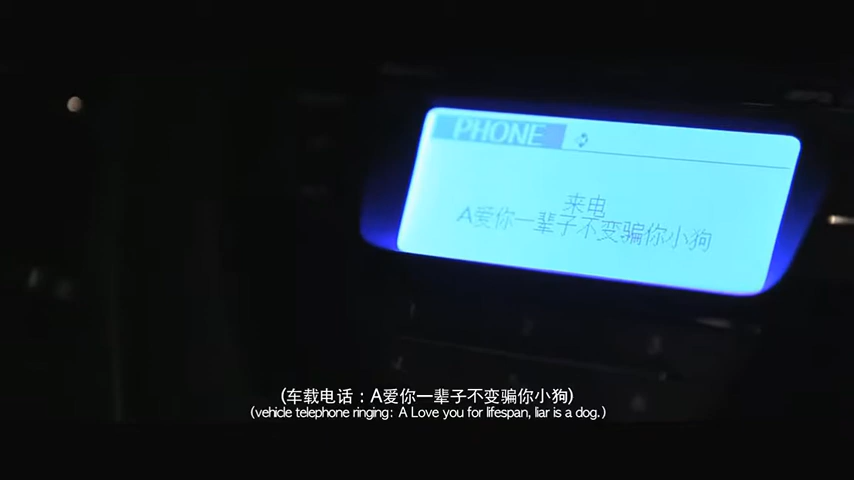 PHONE
来电
A爱你一辈子不变骗你小狗
(车载电话：A爱你一辈子不变骗你小狗)
(vehicle telephone ringing: A Love you for lifespan, liar is a dog.)